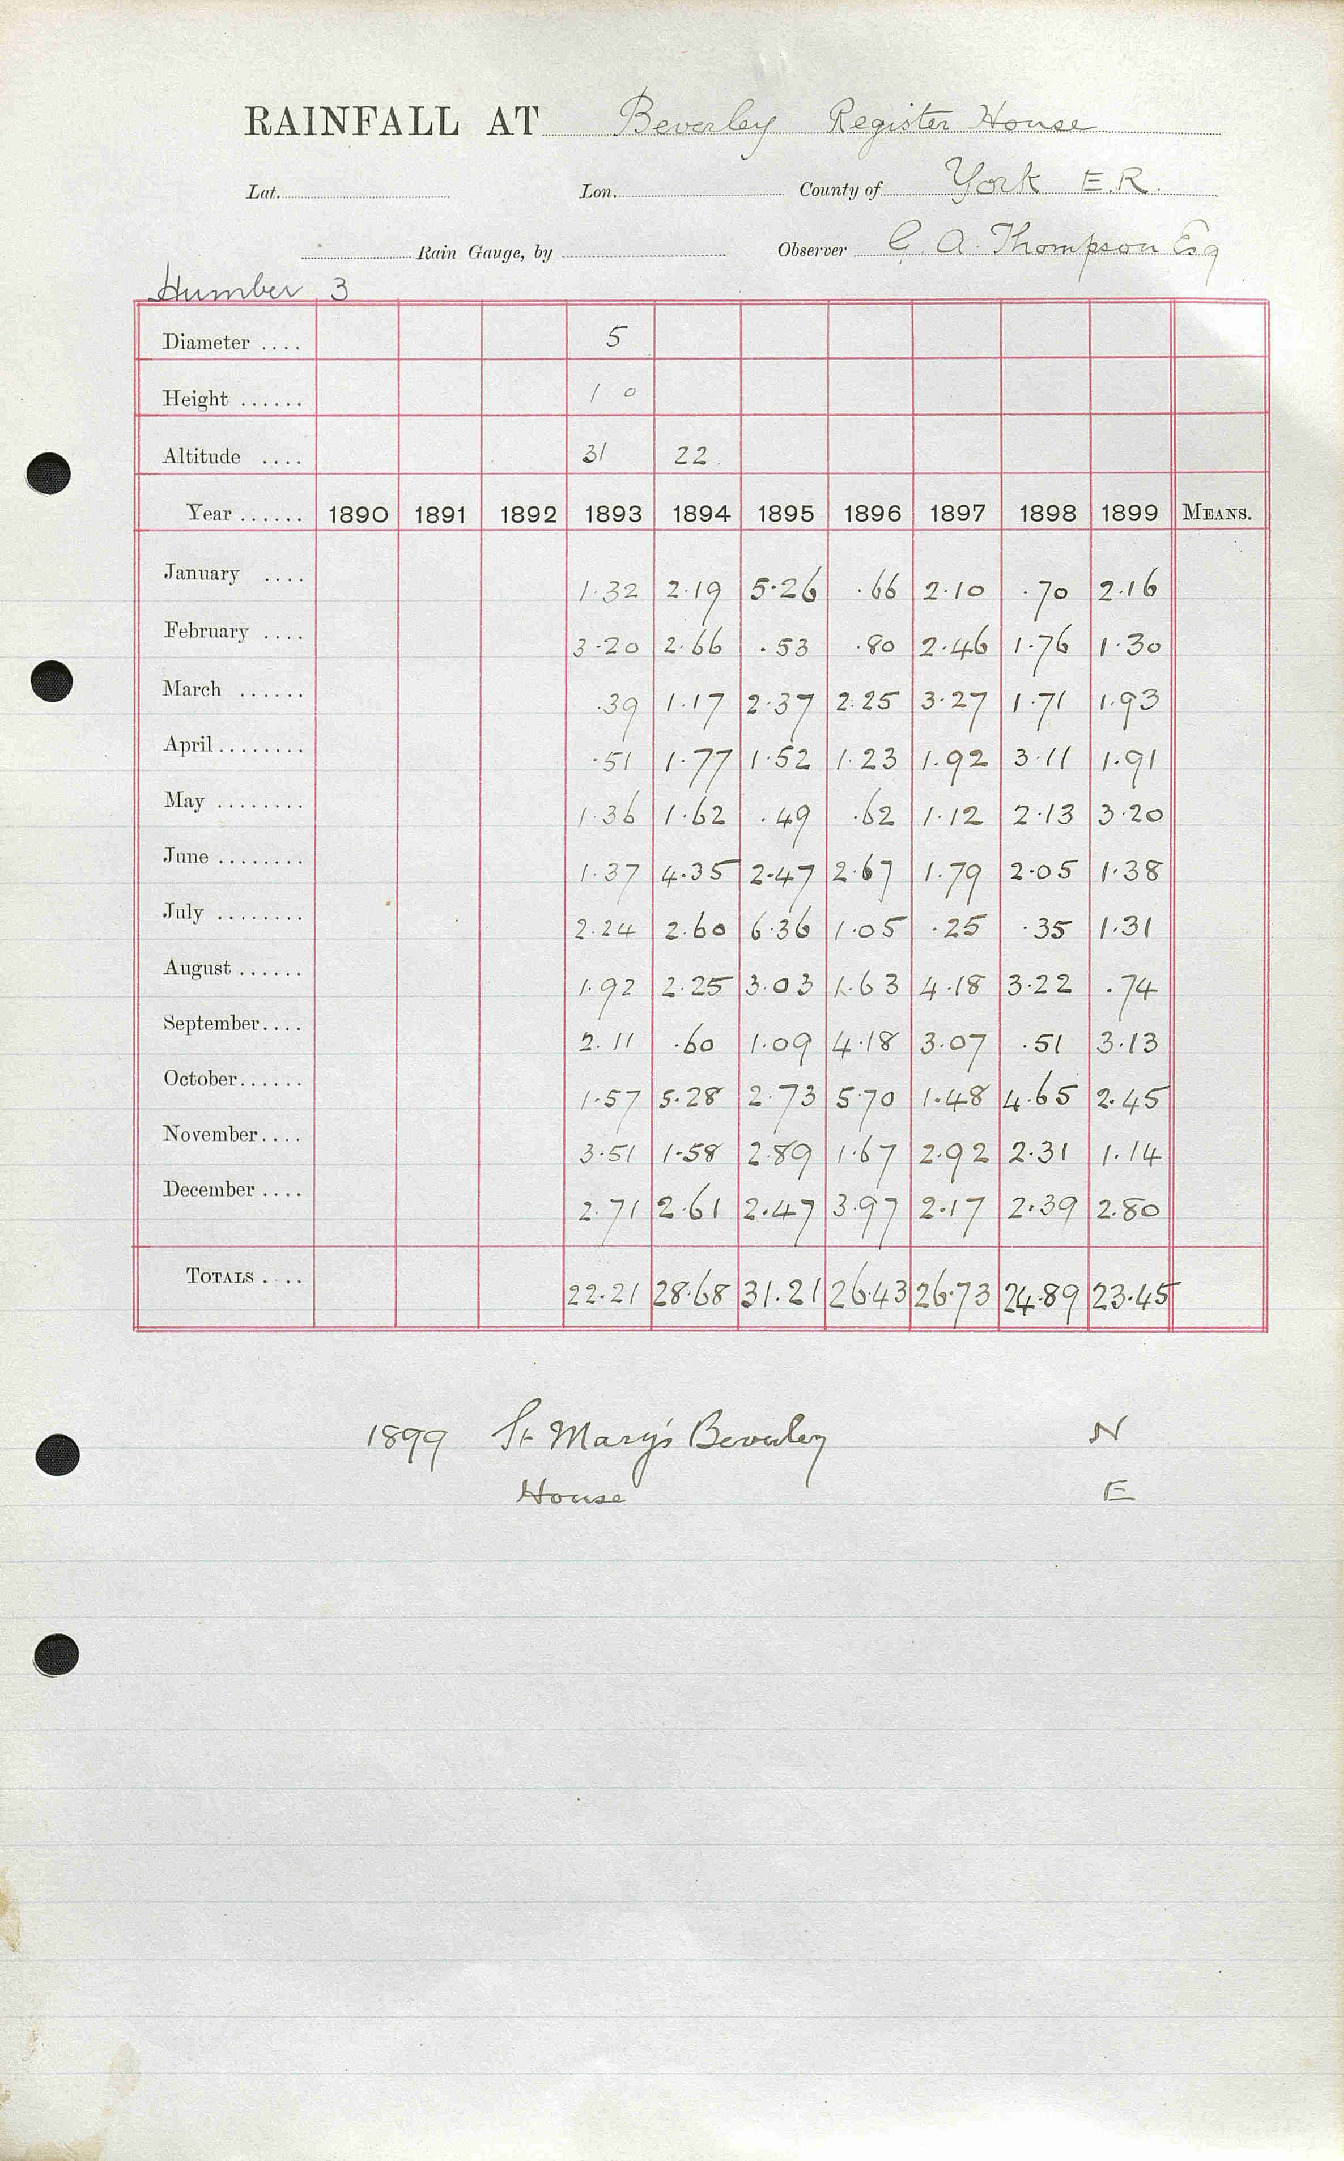 RAINFALL AT Beverley Register House
Lat. Lon. County of York E.R.
Rain Gauge, by Observer G. A. Thompson Esq
Humber 3
Diameter .... 5
Height ...... 1 0
Altitude .... 31 22
Year ...... 1890 1891 1892 1893 1894 1895 1896 1897 1898 1899 MEANS.
January .... 1.32 2.19 5.26 .66 2.10 .70 2.16
February .... 3.20 2.66 .53 .80 2.46 1.76 1.30
March ...... .39 1.17 2.37 2.25 3.27 1.71 1.93
April ........ .51 1.77 1.52 1.23 1.92 3.11 1.91
May ........ 1.36 1.62 .49 .62 1.12 2.13 3.20
June ........ 1.37 4.35 2.47 2.67 1.79 2.05 1.38
July ........ 2.24 2.60 6.36 1.05 .25 .35 1.31
August ...... 1.92 2.25 3.03 1.63 4.18 3.22 .74
September.... 2.11 .60 1.09 4.18 3.07 .51 3.13
October...... 1.57 5.28 2.73 5.70 1.48 4.65 2.45
November.... 3.51 1.58 2.89 1.67 2.92 2.31 1.14
December .... 2.71 2.61 2.47 3.97 2.17 2.39 2.80
TOTALS .... 22.21 28.68 31.21 26.43 26.73 24.89 23.45
1899 St Mary's Beverley N
House E